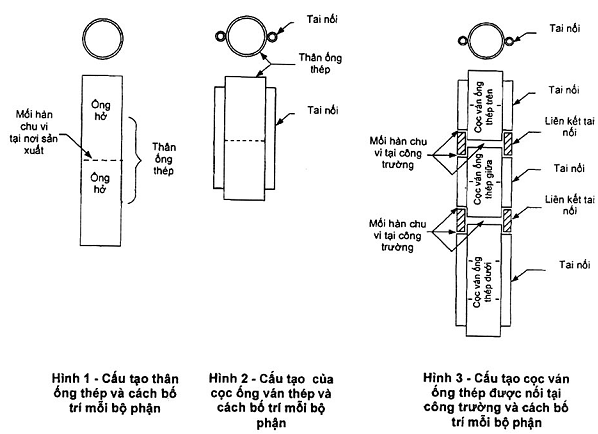 Ống
hở
Mối hàn
chu vi
tại nơi sản
xuất
Thân
ống
thép
Ống
hở
Hình 1 - Cấu tạo thân
ống thép và cách bố
trí mỗi bộ phận
Tai nối
Thân ống
thép
Tai nối
Hình 2 - Cấu tạo của
cọc ống ván thép và
cách bố trí mỗi bộ
phận
Tai nối
Cọc ván ống
thép trên
Tai nối
Liên kết tai
nối
Mối hàn chu
vi tại công
trường
Cọc ván ống
thép giữa
Tai nối
Liên kết tai
nối
Mối hàn chu
vi tại công
trường
Cọc ván ống
thép dưới
Tai nối
Hình 3 - Cấu tạo cọc ván
ống thép được nối tại
công trường và cách bố
trí mỗi bộ phận